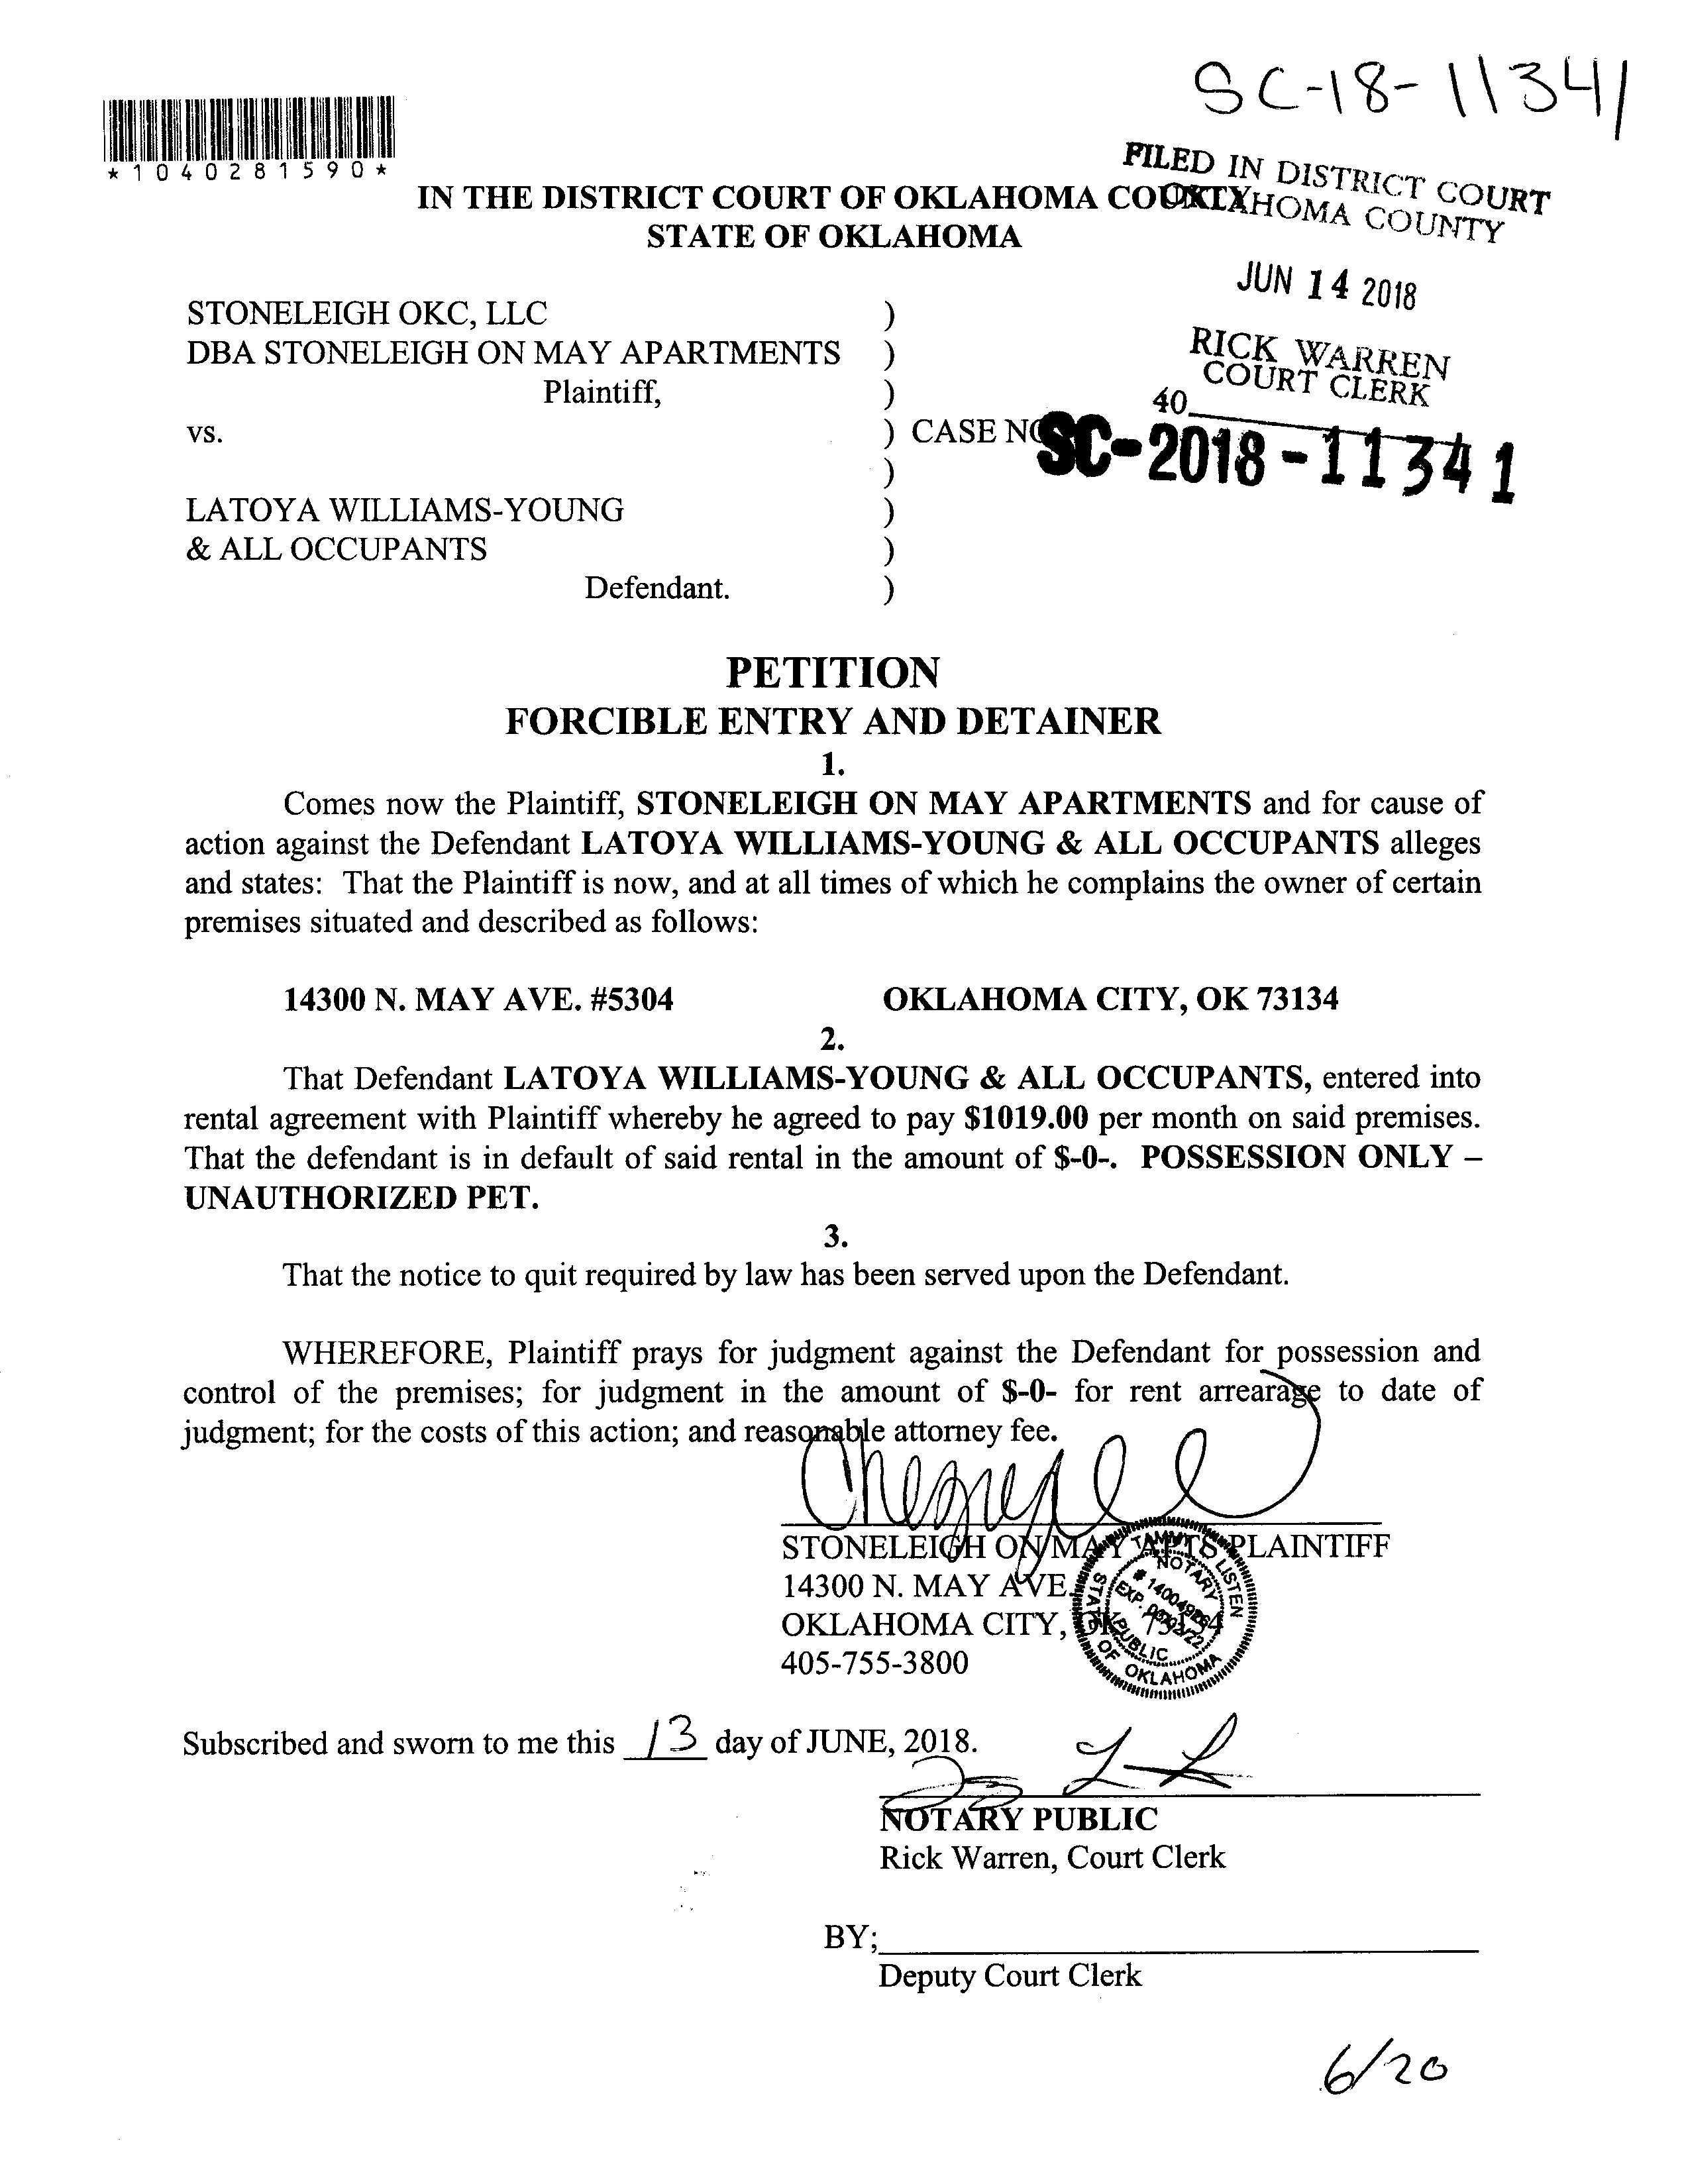 SC-18-11341
*1040281590*
FILED IN DISTRICT COURT
OKLAHOMA COUNTY
IN THE DISTRICT COURT OF OKLAHOMA COUNTY
STATE OF OKLAHOMA
JUN 14 2018
STONELEIGH OKC, LLC )
DBA STONELEIGH ON MAY APARTMENTS )
Plaintiff, )
RICK WARREN
COURT CLERK
40
vs. ) CASE NO
SC-2018-11341
)
LATOYA WILLIAMS-YOUNG )
& ALL OCCUPANTS )
Defendant. )
PETITION
FORCIBLE ENTRY AND DETAINER
1.
Comes now the Plaintiff, STONELEIGH ON MAY APARTMENTS and for cause of
action against the Defendant LATOYA WILLIAMS-YOUNG & ALL OCCUPANTS alleges
and states: That the Plaintiff is now, and at all times of which he complains the owner of certain
premises situated and described as follows:
14300 N. MAY AVE. #5304 OKLAHOMA CITY, OK 73134
2.
That Defendant LATOYA WILLIAMS-YOUNG & ALL OCCUPANTS, entered into
rental agreement with Plaintiff whereby he agreed to pay $1019.00 per month on said premises.
That the defendant is in default of said rental in the amount of $-0-. POSSESSION ONLY –
UNAUTHORIZED PET.
3.
That the notice to quit required by law has been served upon the Defendant.
WHEREFORE, Plaintiff prays for judgment against the Defendant for possession and
control of the premises; for judgment in the amount of $-0- for rent arrearage to date of
judgment; for the costs of this action; and reasonable attorney fee.
STONELEIGH ON MAY APTS PLAINTIFF
14300 N. MAY AVE.
OKLAHOMA CITY, OK 73134
405-755-3800
TAMMY LISTEN
NOTARY
# 14004926
EXP. 06/02/22
PUBLIC
STATE OF OKLAHOMA
Subscribed and sworn to me this 13 day of JUNE, 2018.
NOTARY PUBLIC
Rick Warren, Court Clerk
BY;
Deputy Court Clerk
6/20